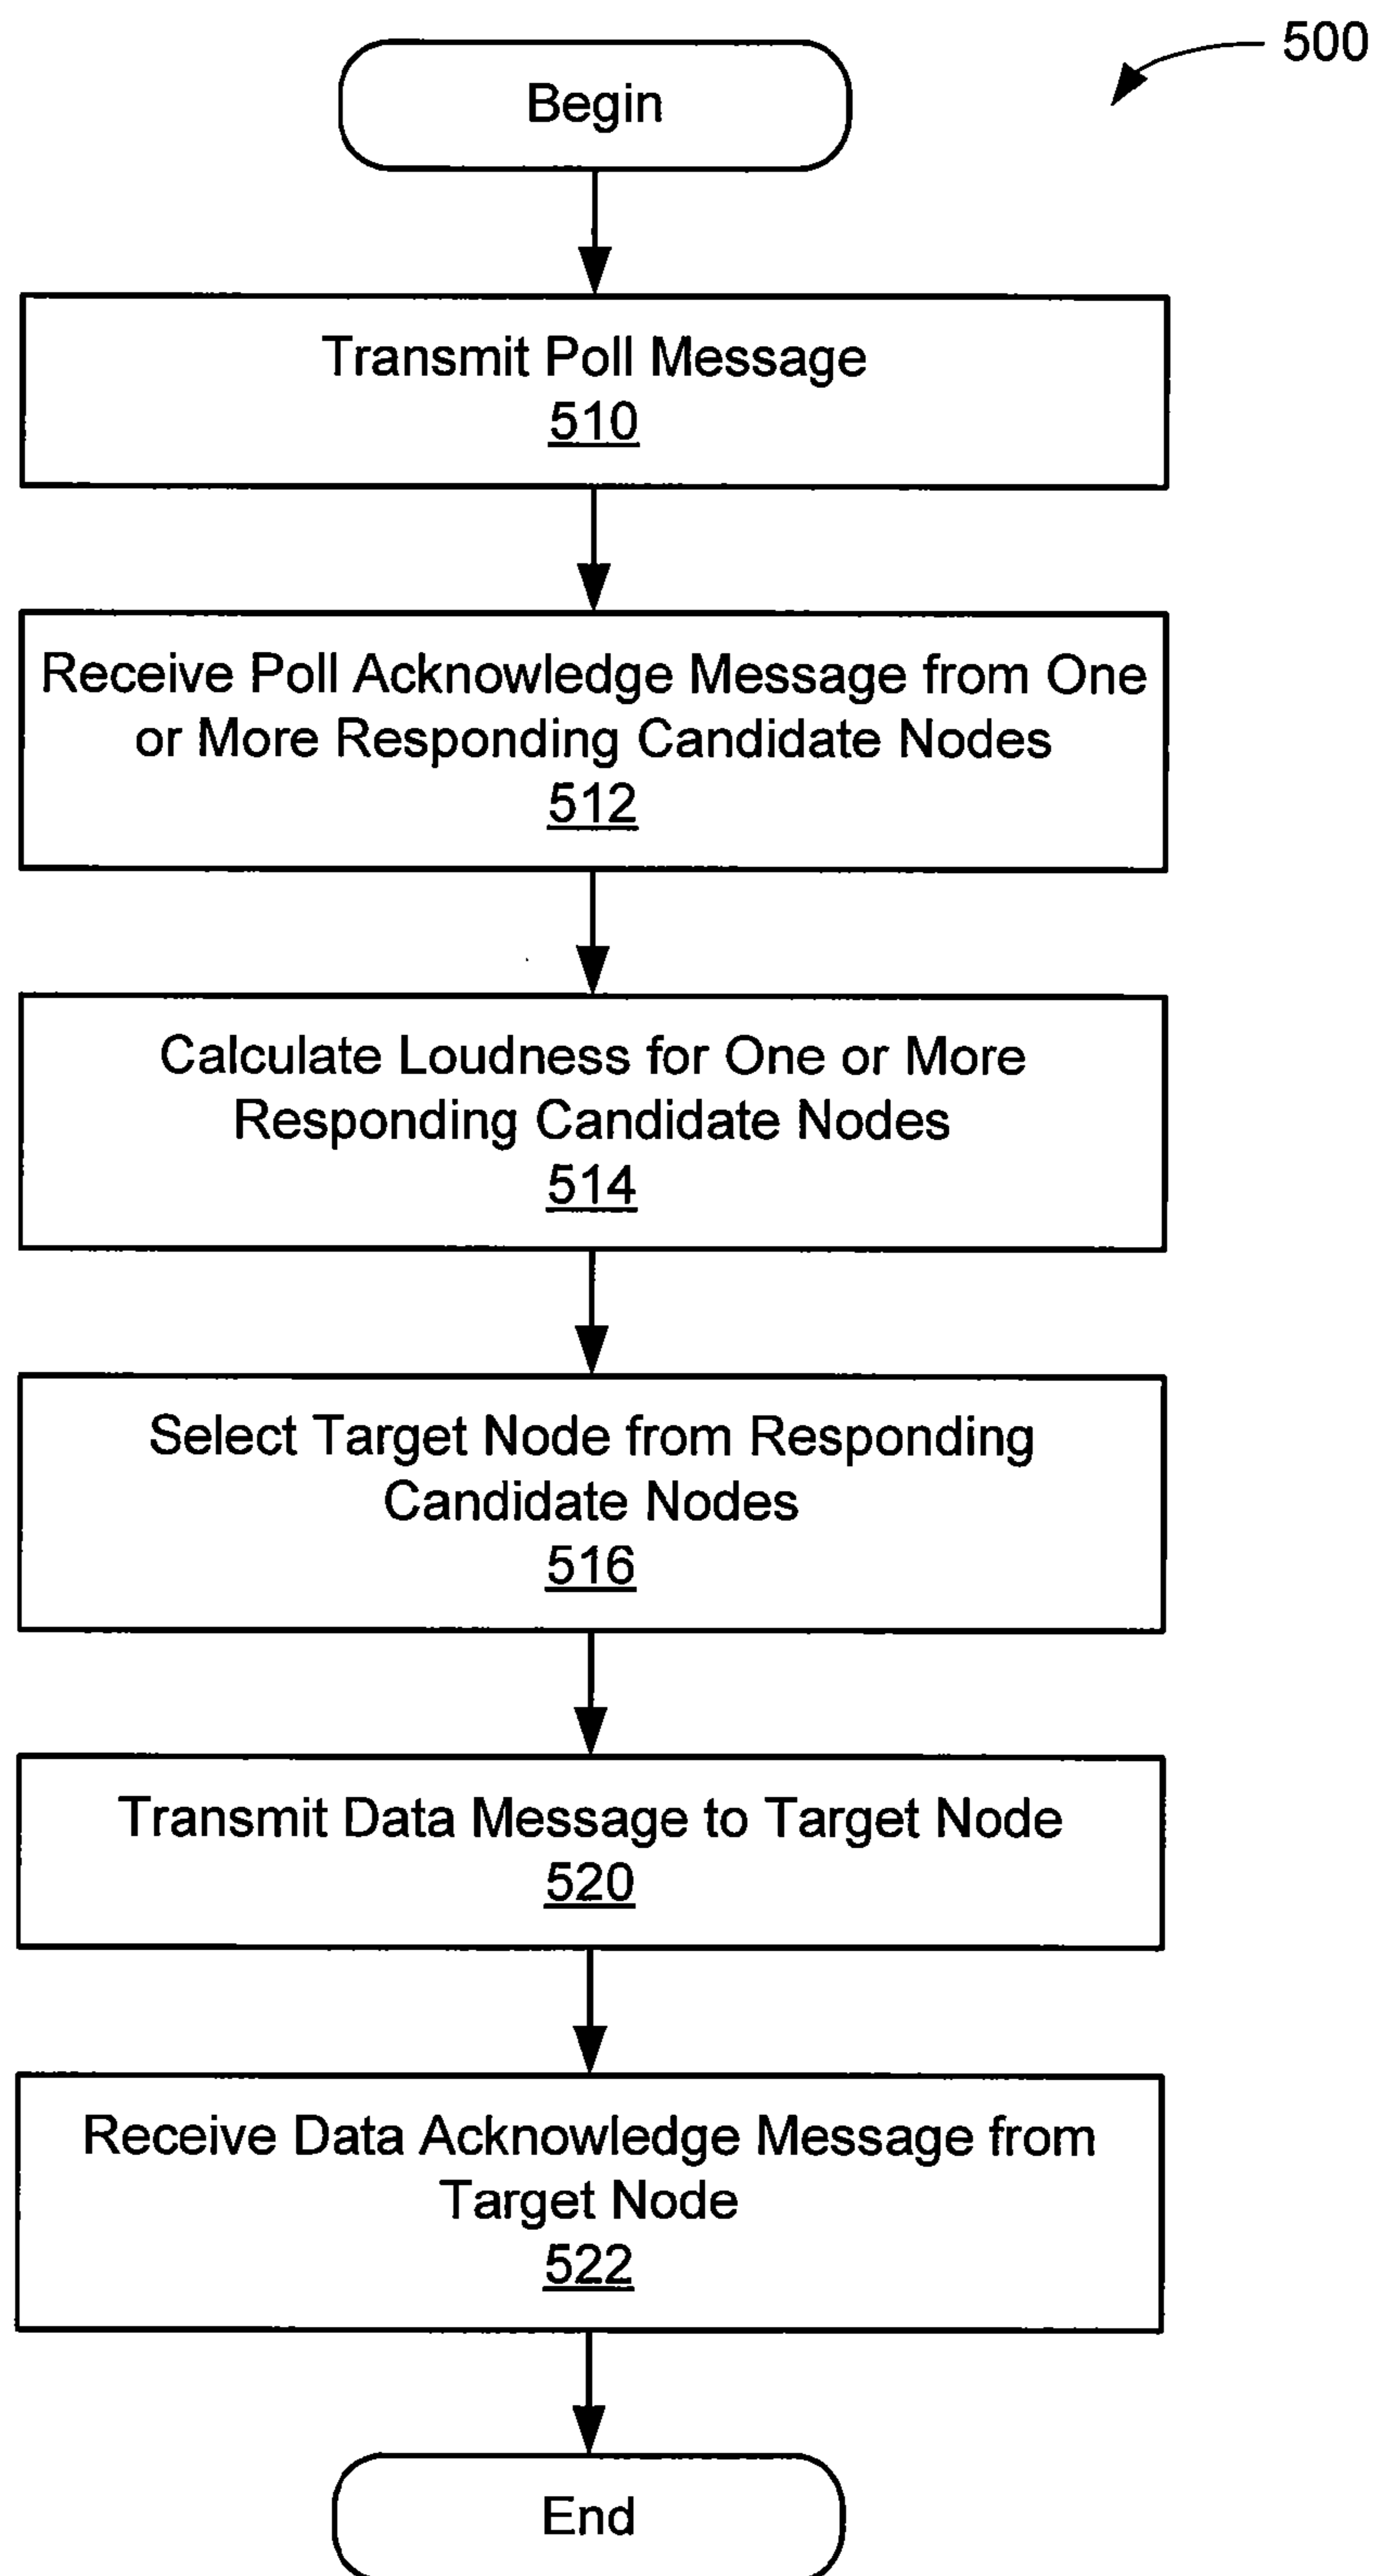 500
Begin
Transmit Poll Message
510
Receive Poll Acknowledge Message from One
or More Responding Candidate Nodes
512
Calculate Loudness for One or More
Responding Candidate Nodes
514
Select Target Node from Responding
Candidate Nodes
516
Transmit Data Message to Target Node
520
Receive Data Acknowledge Message from
Target Node
522
End